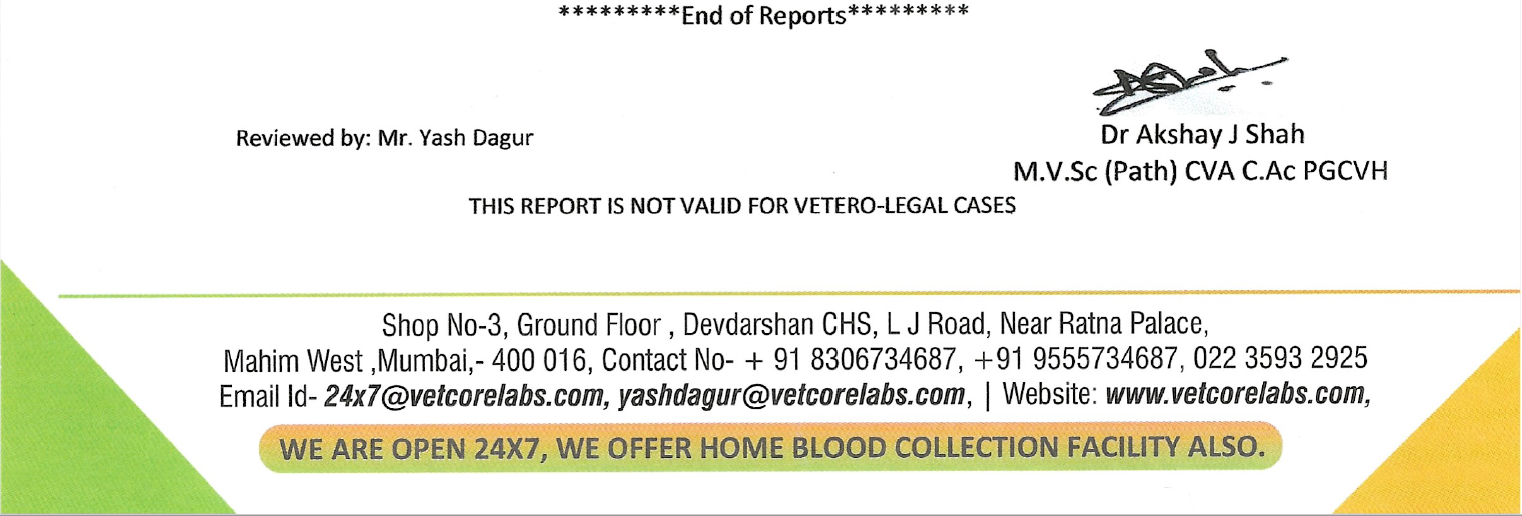 *********End of Reports*********
Reviewed by: Mr. Yash Dagur
Dr Akshay J Shah
M.V.Sc (Path) CVA C.Ac PGCVH
THIS REPORT IS NOT VALID FOR VETERO-LEGAL CASES
Shop No-3, Ground Floor , Devdarshan CHS, L J Road, Near Ratna Palace,
Mahim West ,Mumbai,- 400 016, Contact No- + 91 8306734687, +91 9555734687, 022 3593 2925
Email Id- 24x7@vetcorelabs.com, yashdagur@vetcorelabs.com, | Website: www.vetcorelabs.com,
WE ARE OPEN 24X7, WE OFFER HOME BLOOD COLLECTION FACILITY ALSO.